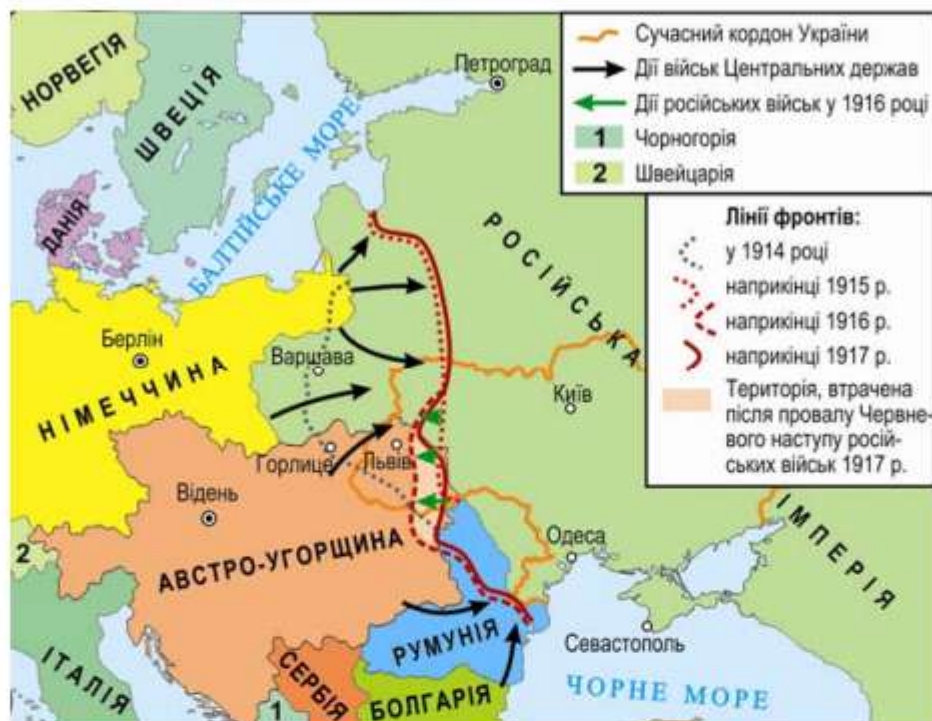 Сучасний кордон України
Дії військ Центральних держав
Дії російських військ у 1916 році
1 Чорногорія
2 Швейцарія
Лінії фронтів:
у 1914 році
наприкінці 1915 р.
наприкінці 1916 р.
наприкінці 1917 р.
Територія, втрачена
після провалу Червне-
вого наступу росій-
ських військ 1917 р.
НОРВЕГІЯ
ШВЕЦІЯ
Петроград
ДАНІЯ
БАЛТІЙСЬКЕ МОРЕ
РОСІЙСЬКА
ІМПЕРІЯ
Берлін
НІМЕЧЧИНА
Варшава
Київ
Горлице
Львів
Відень
АВСТРО-УГОРЩИНА
Одеса
2
РУМУНІЯ
Севастополь
ІТАЛІЯ
СЕРБІЯ
1
БОЛГАРІЯ
ЧОРНЕ МОРЕ